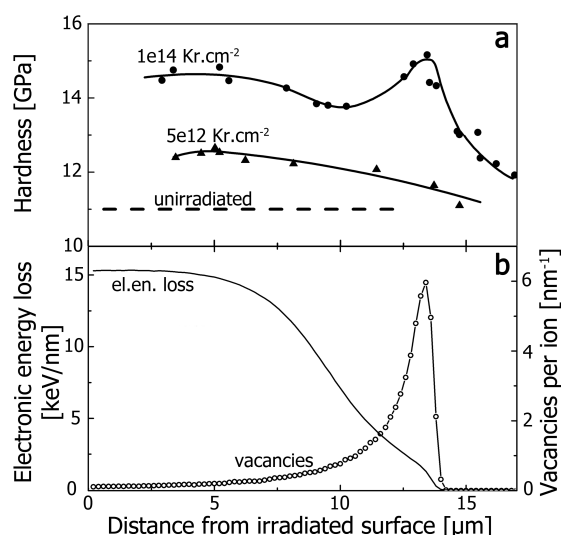 a
1e14 Kr.cm⁻²
5e12 Kr.cm⁻²
unirradiated
Hardness [GPa]
16
14
12
10
b
el.en. loss
vacancies
Electronic energy loss
[keV/nm]
15
10
5
0
Vacancies per ion [nm⁻¹]
6
4
2
0
0 5 10 15
Distance from irradiated surface [μm]